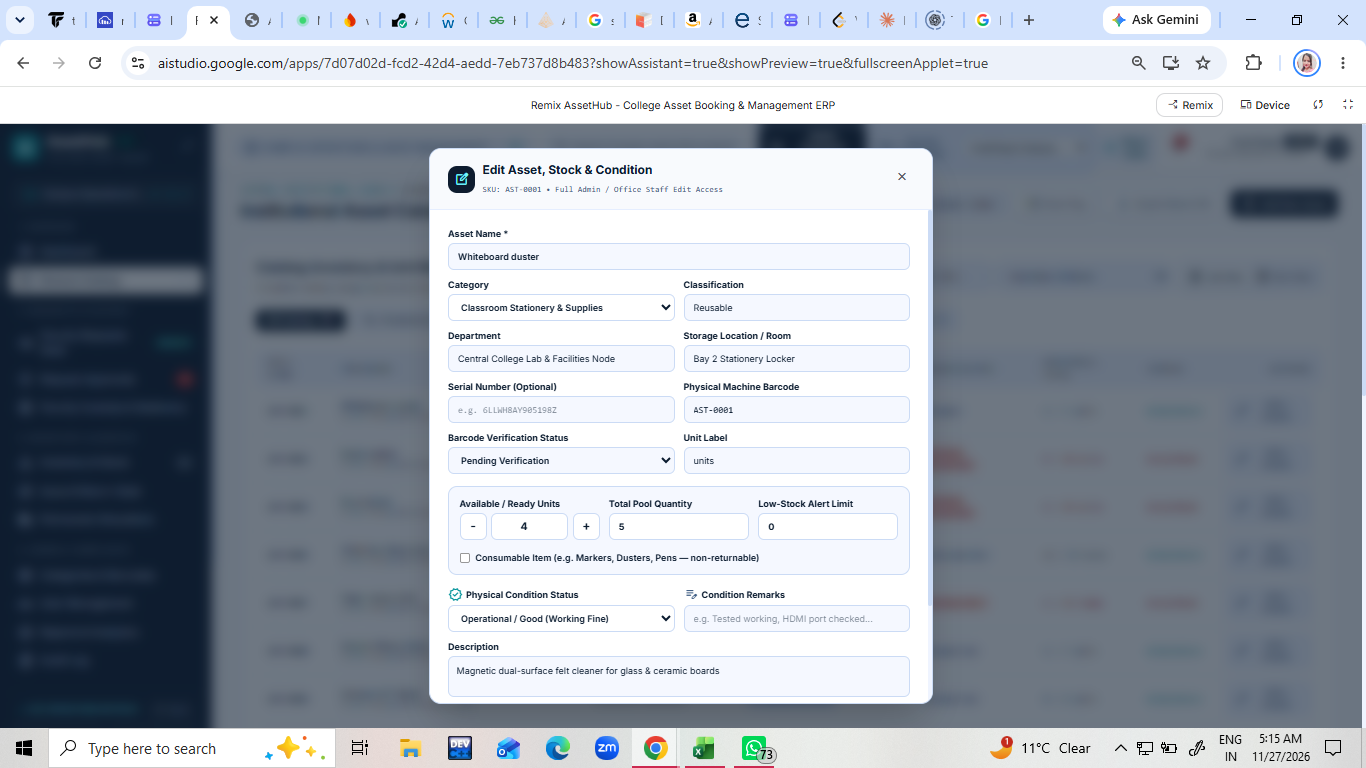 Ask Gemini
aistudio.google.com/apps/7d07d02d-fcd2-42d4-aedd-7eb737d8b483?showAssistant=true&showPreview=true&fullscreenApplet=true
Remix AssetHub - College Asset Booking & Management ERP
Remix
Device
Edit Asset, Stock & Condition
SKU: AST-0001 • Full Admin / Office Staff Edit Access
Asset Name *
Whiteboard duster
Category
Classification
Classroom Stationery & Supplies
Reusable
Department
Storage Location / Room
Central College Lab & Facilities Node
Bay 2 Stationery Locker
Serial Number (Optional)
Physical Machine Barcode
e.g. 6LLWH8AY905198Z
AST-0001
Barcode Verification Status
Unit Label
Pending Verification
units
Available / Ready Units
Total Pool Quantity
Low-Stock Alert Limit
- 4 +
5
0
Consumable Item (e.g. Markers, Dusters, Pens — non-returnable)
Physical Condition Status
Condition Remarks
Operational / Good (Working Fine)
e.g. Tested working, HDMI port checked...
Description
Magnetic dual-surface felt cleaner for glass & ceramic boards
Type here to search
DEV
zm
73
1
11°C Clear
ENG
IN
5:15 AM
11/27/2026